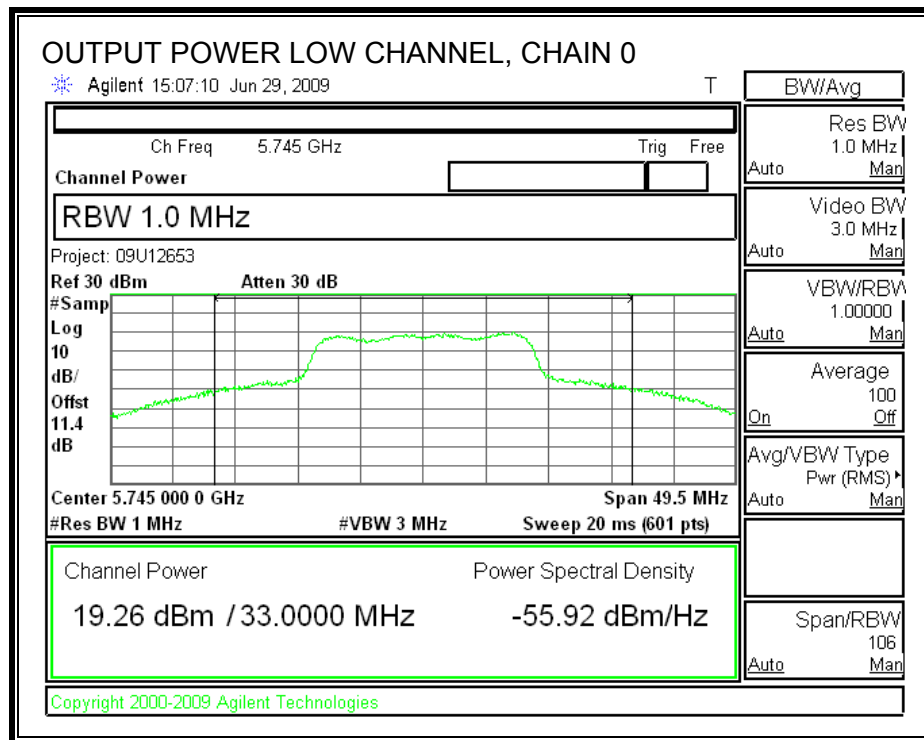 OUTPUT POWER LOW CHANNEL, CHAIN 0
Agilent 15:07:10 Jun 29, 2009 T
BW/Avg
Ch Freq 5.745 GHz Trig Free
Channel Power
RBW 1.0 MHz
Project: 09U12653
Ref 30 dBm Atten 30 dB
#Samp
Log
10
dB/
Offst
11.4
dB
Center 5.745 000 0 GHz Span 49.5 MHz
#Res BW 1 MHz #VBW 3 MHz Sweep 20 ms (601 pts)
Channel Power Power Spectral Density
19.26 dBm / 33.0000 MHz -55.92 dBm/Hz
Copyright 2000-2009 Agilent Technologies
Res BW
1.0 MHz
Auto Man
Video BW
3.0 MHz
Auto Man
VBW/RBW
1.00000
Auto Man
Average
100
On Off
Avg/VBW Type
Pwr (RMS)
Auto Man
Span/RBW
106
Auto Man